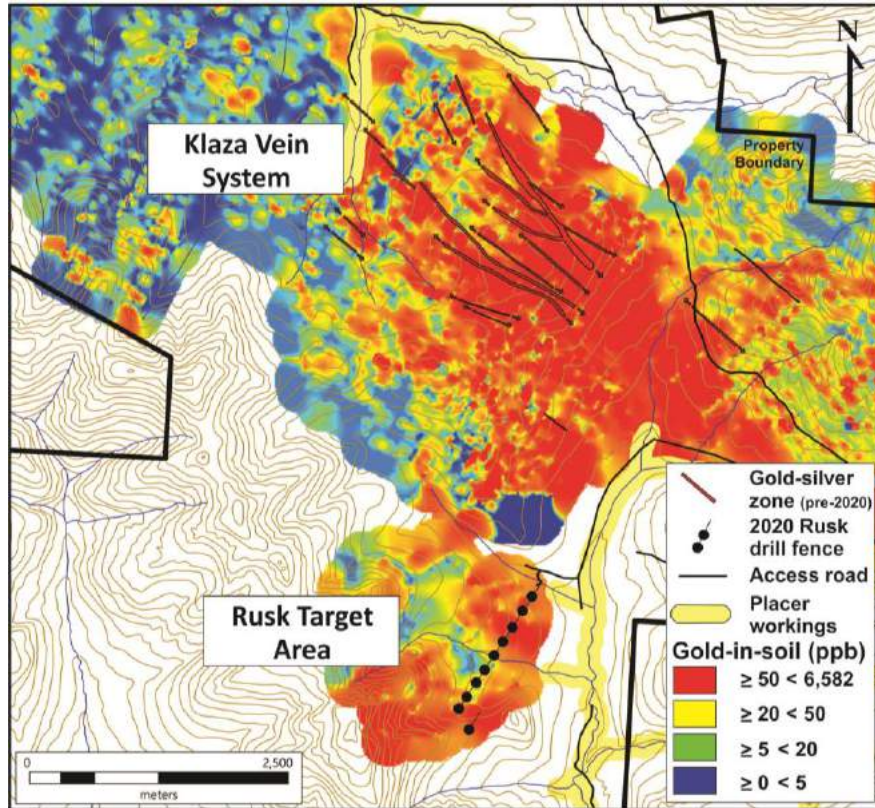 N
Klaza Vein
System
Property
Boundary
Rusk Target
Area
Gold-silver
zone (pre-2020)
2020 Rusk
drill fence
Access road
Placer
workings
Gold-in-soil (ppb)
≥ 50 < 6,582
≥ 20 < 50
≥ 5 < 20
≥ 0 < 5
0 2,500
meters